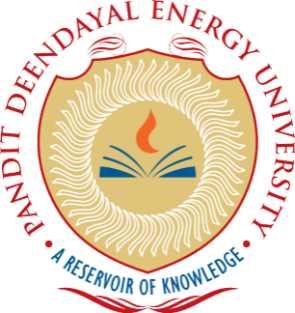 PANDIT DEENDAYAL ENERGY UNIVERSITY
• A RESERVOIR OF KNOWLEDGE •